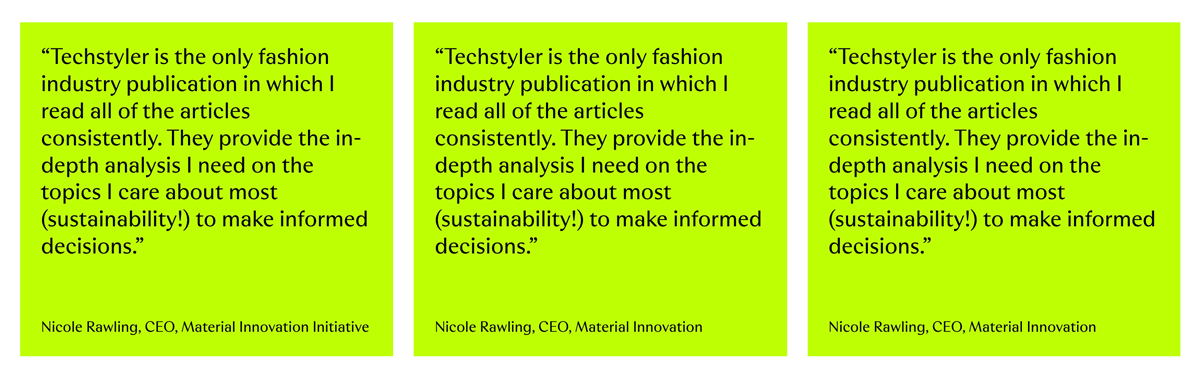 “Techstyler is the only fashion
industry publication in which I
read all of the articles
consistently. They provide the in-
depth analysis I need on the
topics I care about most
(sustainability!) to make informed
decisions.”
Nicole Rawling, CEO, Material Innovation Initiative
“Techstyler is the only fashion
industry publication in which I
read all of the articles
consistently. They provide the in-
depth analysis I need on the
topics I care about most
(sustainability!) to make informed
decisions.”
Nicole Rawling, CEO, Material Innovation
“Techstyler is the only fashion
industry publication in which I
read all of the articles
consistently. They provide the in-
depth analysis I need on the
topics I care about most
(sustainability!) to make informed
decisions.”
Nicole Rawling, CEO, Material Innovation